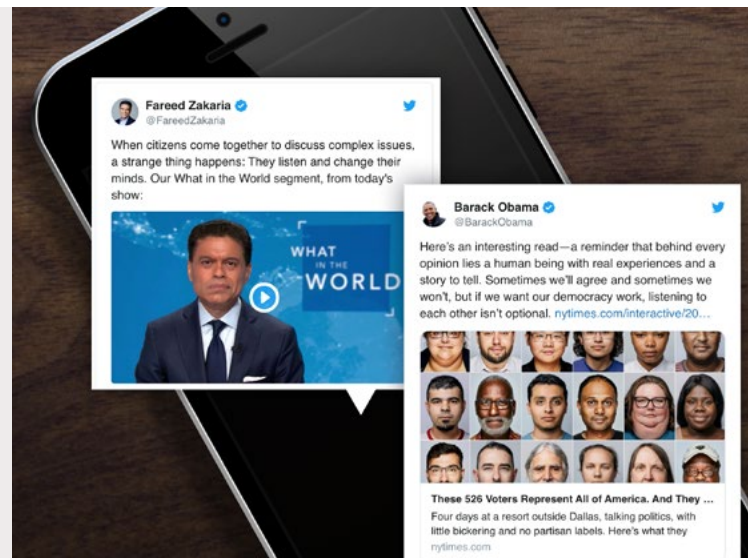 Fareed Zakaria
@FareedZakaria
When citizens come together to discuss complex issues,
a strange thing happens: They listen and change their
minds. Our What in the World segment, from today's
show:
WHAT
IN THE
WORLD
Barack Obama
@BarackObama
Here's an interesting read—a reminder that behind every
opinion lies a human being with real experiences and a
story to tell. Sometimes we'll agree and sometimes we
won't, but if we want our democracy work, listening to
each other isn't optional. nytimes.com/interactive/20...
These 526 Voters Represent All of America. And They ...
Four days at a resort outside Dallas, talking politics, with
little bickering and no partisan labels. Here's what they
nytimes.com